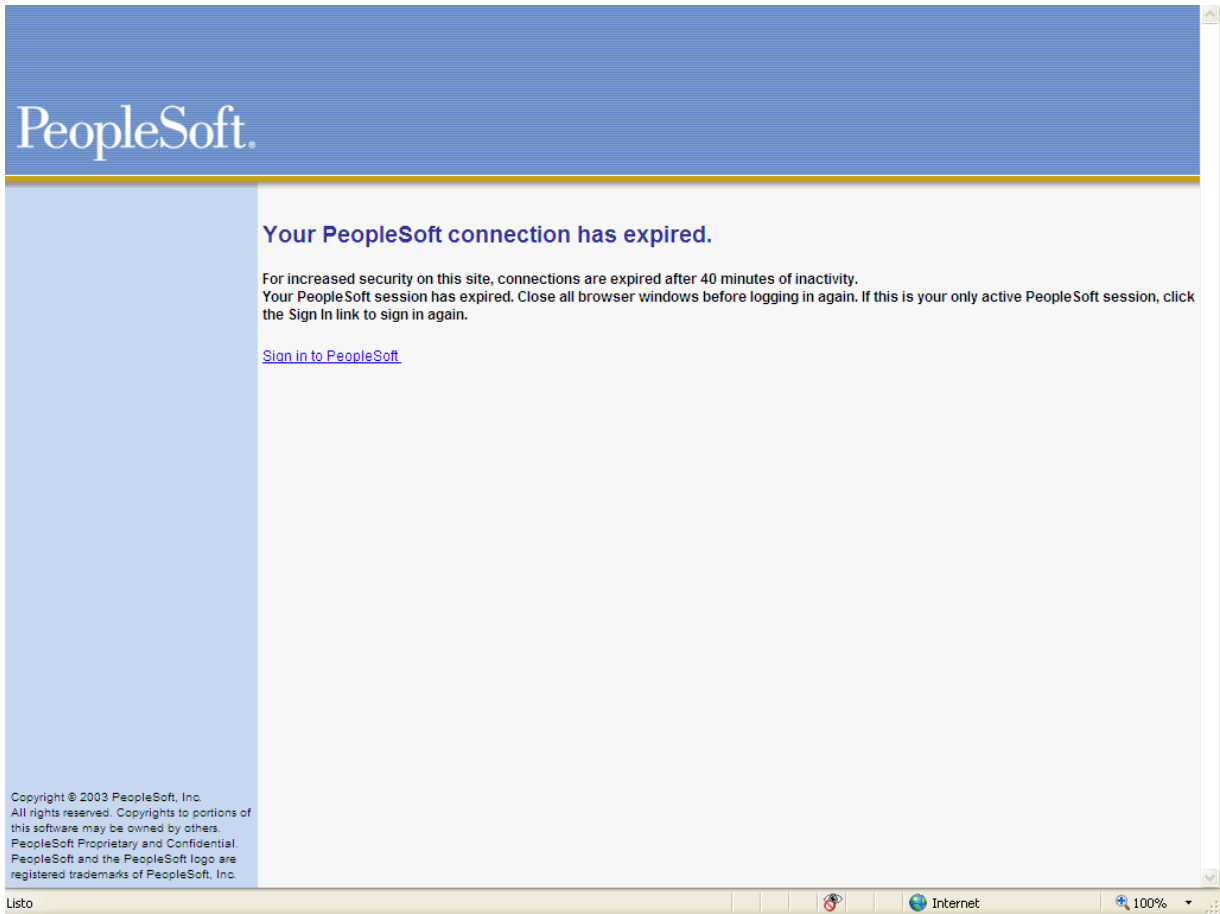 PeopleSoft®
Your PeopleSoft connection has expired.
For increased security on this site, connections are expired after 40 minutes of inactivity.
Your PeopleSoft session has expired. Close all browser windows before logging in again. If this is your only active PeopleSoft session, click
the Sign In link to sign in again.
Sign in to PeopleSoft
Copyright © 2003 PeopleSoft, Inc.
All rights reserved. Copyrights to portions of
this software may be owned by others.
PeopleSoft Proprietary and Confidential.
PeopleSoft and the PeopleSoft logo are
registered trademarks of PeopleSoft, Inc.
Listo
Internet
100%